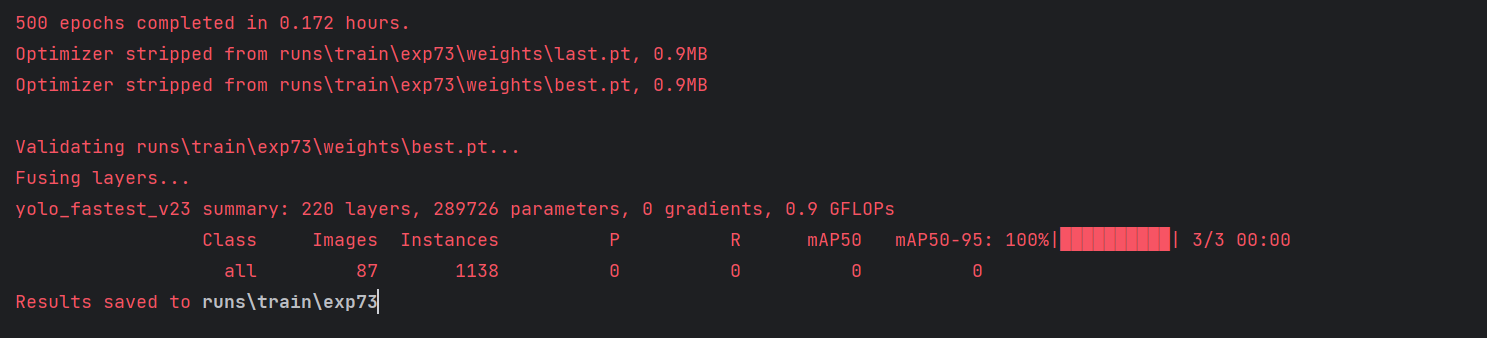 500 epochs completed in 0.172 hours.
Optimizer stripped from runs\train\exp73\weights\last.pt, 0.9MB
Optimizer stripped from runs\train\exp73\weights\best.pt, 0.9MB
Validating runs\train\exp73\weights\best.pt...
Fusing layers...
yolo_fastest_v23 summary: 220 layers, 289726 parameters, 0 gradients, 0.9 GFLOPs
Class Images Instances P R mAP50 mAP50-95: 100%|██████████| 3/3 00:00
all 87 1138 0 0 0 0
Results saved to runs\train\exp73